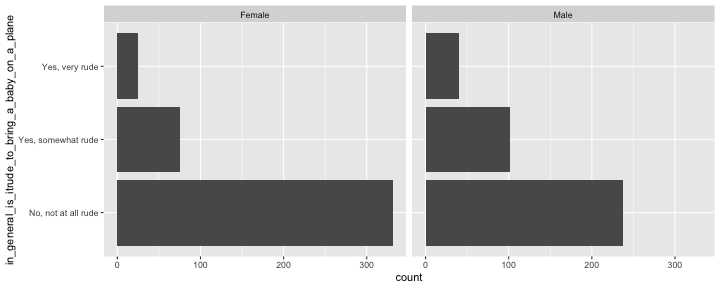 Female
Male
in_general_is_itrude_to_bring_a_baby_on_a_plane
Yes, very rude
Yes, somewhat rude
No, not at all rude
0 100 200 300
0 100 200 300
count